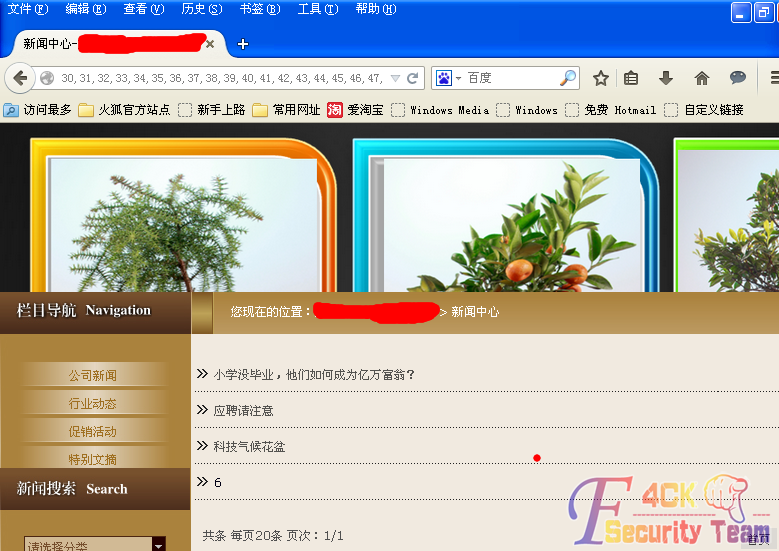 文件(F) 编辑(E) 查看(V) 历史(S) 书签(B) 工具(T) 帮助(H)
新闻中心-
30,31,32,33,34,35,36,37,38,39,40,41,42,43,44,45,46,47,
百度
访问最多 火狐官方站点 新手上路 常用网址 爱淘宝 Windows Media Windows 免费 Hotmail 自定义链接
栏目导航 Navigation
您现在的位置: > 新闻中心
公司新闻
行业动态
促销活动
特别文摘
小学没毕业，他们如何成为亿万富翁？
应聘请注意
科技气候花盆
6
新闻搜索 Search
请选择分类
共条 每页20条 页次：1/1
F4CK
Security Team
首页